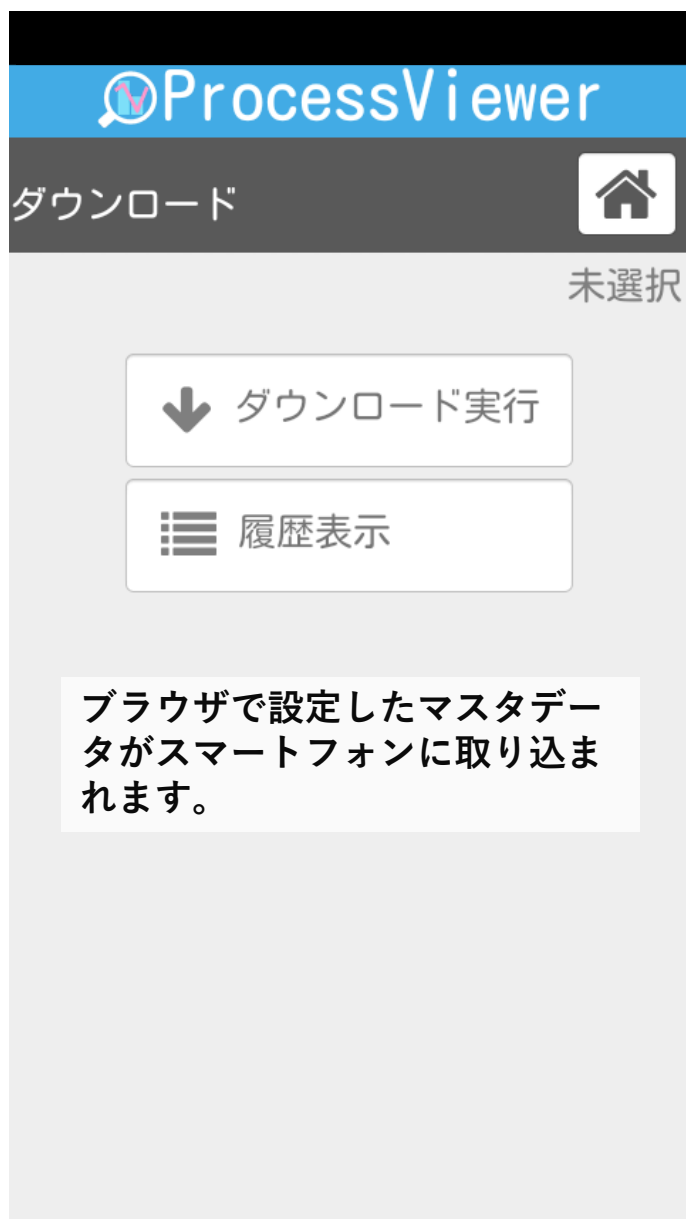 ProcessViewer
ダウンロード
未選択
ダウンロード実行
履歴表示
ブラウザで設定したマスタデー
タがスマートフォンに取り込ま
れます。